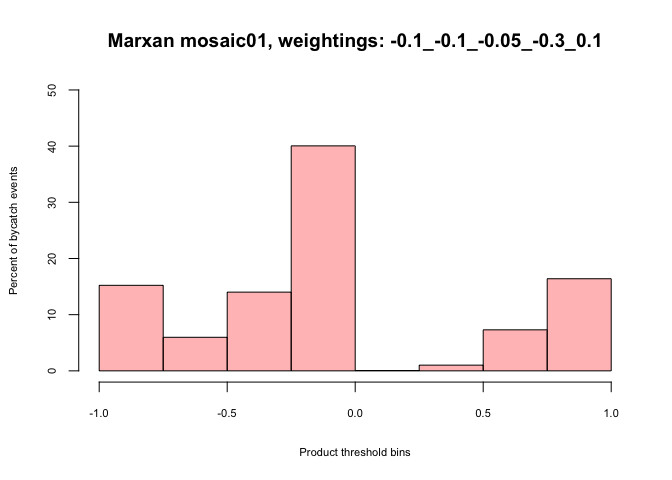 Marxan mosaic01, weightings: -0.1_-0.1_-0.05_-0.3_0.1
50
40
30
20
10
0
Percent of bycatch events
-1.0 -0.5 0.0 0.5 1.0
Product threshold bins